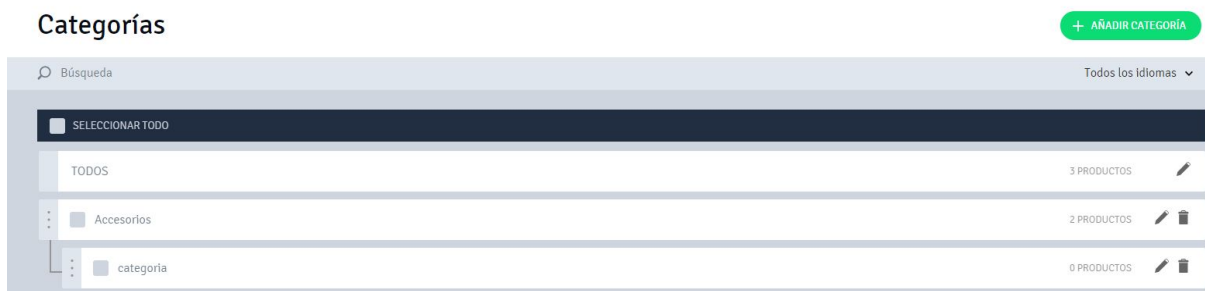 Categorías
+ AÑADIR CATEGORÍA
Búsqueda
Todos los idiomas
SELECCIONAR TODO
TODOS
3 PRODUCTOS
Accesorios
2 PRODUCTOS
categoria
0 PRODUCTOS